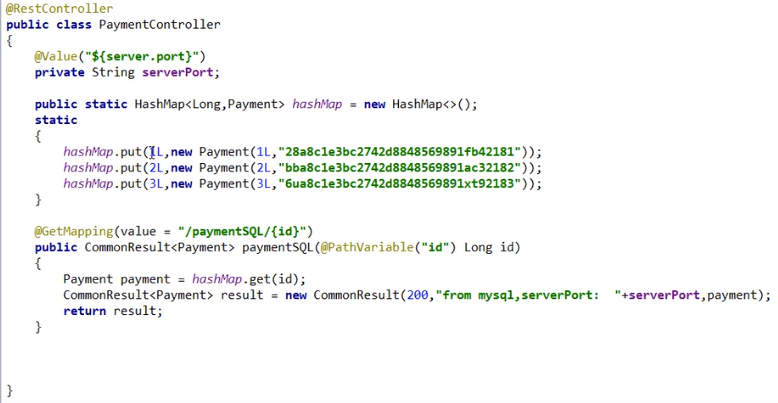 @RestController
public class PaymentController
{
    @Value("${server.port}")
    private String serverPort;
    public static HashMap<Long,Payment> hashMap = new HashMap<>();
    static
    {
        hashMap.put(1L,new Payment(1L,"28a8c1e3bc2742d8848569891fb42181"));
        hashMap.put(2L,new Payment(2L,"bba8c1e3bc2742d8848569891ac32182"));
        hashMap.put(3L,new Payment(3L,"6ua8c1e3bc2742d8848569891xt92183"));
    }
    @GetMapping(value = "/paymentSQL/{id}")
    public CommonResult<Payment> paymentSQL(@PathVariable("id") Long id)
    {
        Payment payment = hashMap.get(id);
        CommonResult<Payment> result = new CommonResult(200,"from mysql,serverPort:  "+serverPort,payment);
        return result;
    }
}